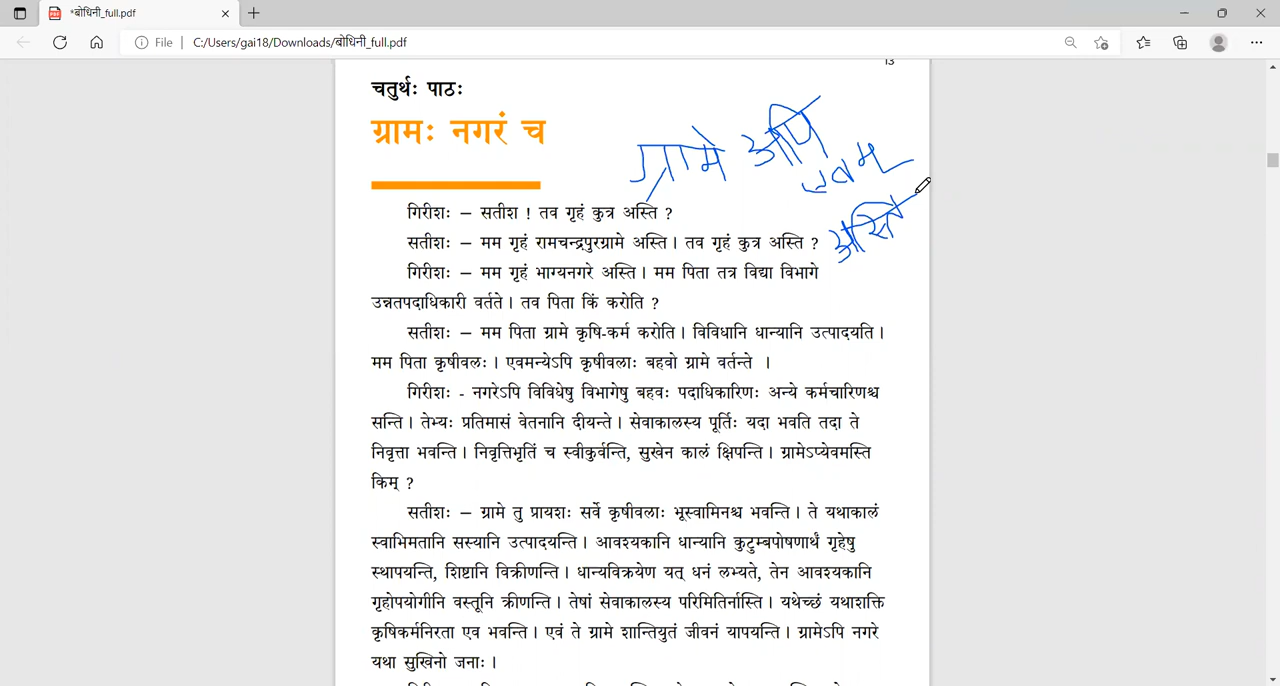 *बोधिनी_full.pdf
File
C:/Users/gai18/Downloads/बोधिनी_full.pdf
13
चतुर्थः पाठः
ग्रामः नगरं च
ग्रामे अपि
एवम्
अस्ति
गिरीशः – सतीश ! तव गृहं कुत्र अस्ति ?
सतीशः – मम गृहं रामचन्द्रपुरग्रामे अस्ति । तव गृहं कुत्र अस्ति ?
गिरीशः – मम गृहं भाग्यनगरे अस्ति । मम पिता तत्र विद्या विभागे
उन्नतपदाधिकारी वर्तते । तव पिता किं करोति ?
सतीशः – मम पिता ग्रामे कृषि-कर्म करोति । विविधानि धान्यानि उत्पादयति ।
मम पिता कृषीवलः । एवमन्येऽपि कृषीवलाः बहवो ग्रामे वर्तन्ते ।
गिरीशः - नगरेऽपि विविधेषु विभागेषु बहवः पदाधिकारिणः अन्ये कर्मचारिणश्च
सन्ति । तेभ्यः प्रतिमासं वेतनानि दीयन्ते । सेवाकालस्य पूर्तिः यदा भवति तदा ते
निवृत्ता भवन्ति । निवृत्तिभृतिं च स्वीकुर्वन्ति, सुखेन कालं क्षिपन्ति । ग्रामेऽप्येवमस्ति
किम् ?
सतीशः – ग्रामे तु प्रायशः सर्वे कृषीवलाः भूस्वामिनश्च भवन्ति । ते यथाकालं
स्वाभिमतानि सस्यानि उत्पादयन्ति । आवश्यकानि धान्यानि कुटुम्बपोषणार्थं गृहेषु
स्थापयन्ति, शिष्टानि विक्रीणन्ति । धान्यविक्रयेण यत् धनं लभ्यते, तेन आवश्यकानि
गृहोपयोगीनि वस्तूनि क्रीणन्ति । तेषां सेवाकालस्य परिमितिर्नास्ति । यथेच्छं यथाशक्ति
कृषिकर्मनिरता एव भवन्ति । एवं ते ग्रामे शान्तियुतं जीवनं यापयन्ति । ग्रामेऽपि नगरे
यथा सुखिनो जनाः ।